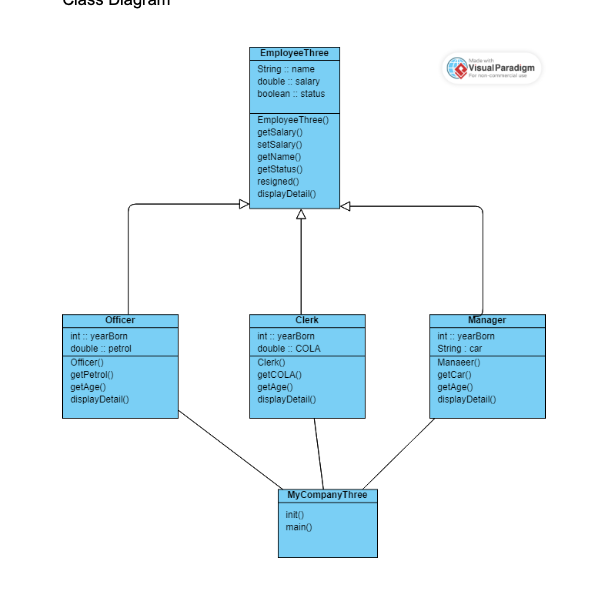 Class Diagram
EmployeeThree
String :: name
double :: salary
boolean :: status
EmployeeThree()
getSalary()
setSalary()
getName()
getStatus()
resigned()
displayDetail()
Made with
Visual Paradigm
For non-commercial use
Officer
int :: yearBorn
double :: petrol
Officer()
getPetrol()
getAge()
displayDetail()
Clerk
int :: yearBorn
double :: COLA
Clerk()
getCOLA()
getAge()
displayDetail()
Manager
int :: yearBorn
String : car
Manaeer()
getCar()
getAge()
displayDetail()
MyCompanyThree
init()
main()